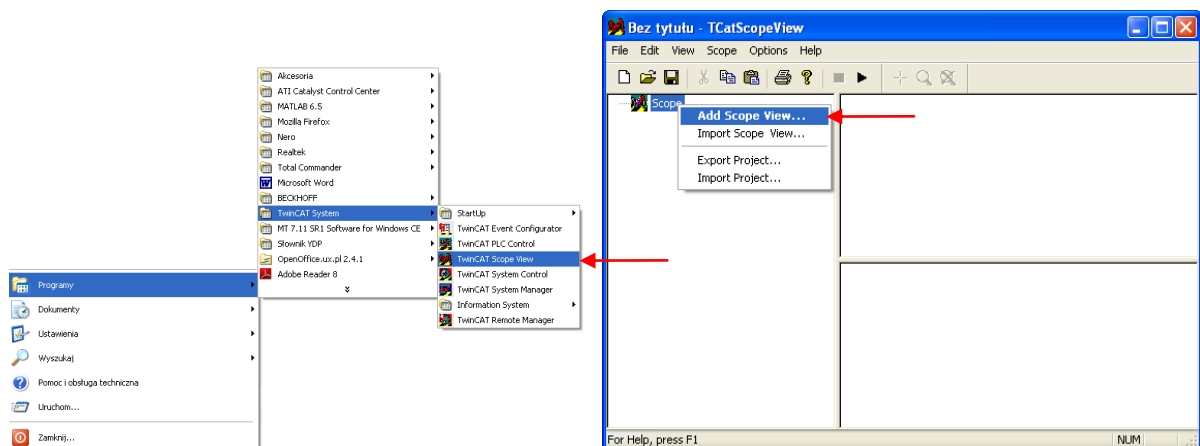 Akcesoria
ATI Catalyst Control Center
MATLAB 6.5
Mozilla Firefox
Nero
Realtek
Total Commander
Microsoft Word
BECKHOFF
TwinCAT System
MT 7.11 SR1 Software for Windows CE
Słownik YDP
OpenOffice.ux.pl 2.4.1
Adobe Reader 8
StartUp
TwinCAT Event Configurator
TwinCAT PLC Control
TwinCAT Scope View
TwinCAT System Control
TwinCAT System Manager
Information System
TwinCAT Remote Manager
Programy
Dokumenty
Ustawienia
Wyszukaj
Pomoc i obsługa techniczna
Uruchom...
Zamknij...
Bez tytułu - TCatScopeView
File Edit View Scope Options Help
Scope
Add Scope View...
Import Scope View...
Export Project...
Import Project...
For Help, press F1 NUM